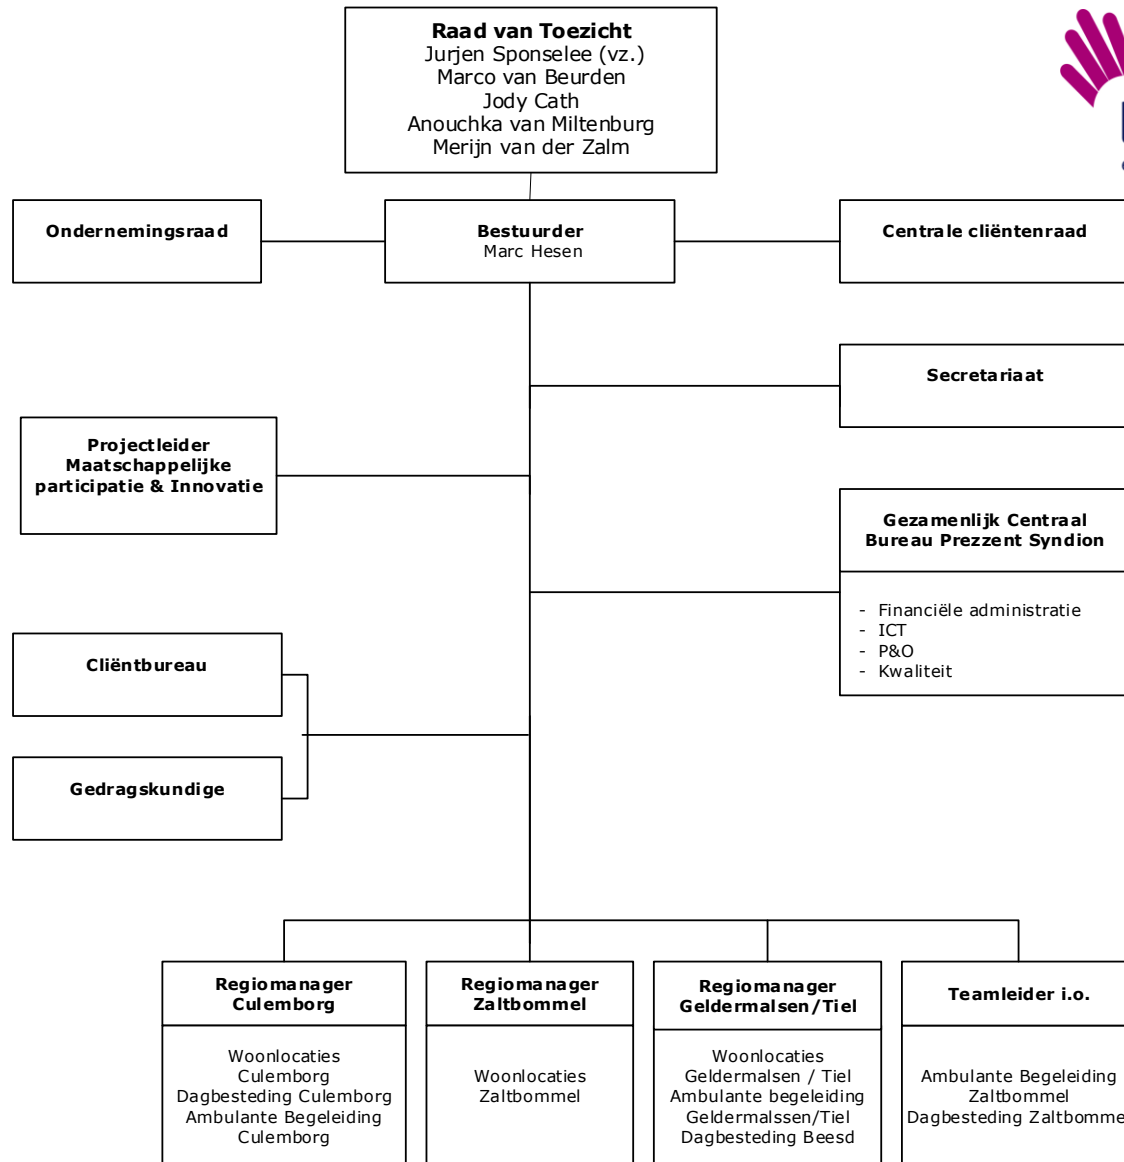 Raad van Toezicht
Jurjen Sponselee (vz.)
Marco van Beurden
Jody Cath
Anouchka van Miltenburg
Merijn van der Zalm
Ondernemingsraad
Bestuurder
Marc Hesen
Centrale cliëntenraad
Secretariaat
Projectleider
Maatschappelijke
participatie & Innovatie
Gezamenlijk Centraal
Bureau Prezzent Syndion
- Financiële administratie
- ICT
- P&O
- Kwaliteit
Cliëntbureau
Gedragskundige
Regiomanager
Culemborg
Woonlocaties
Culemborg
Dagbesteding Culemborg
Ambulante Begeleiding
Culemborg
Regiomanager
Zaltbommel
Woonlocaties
Zaltbommel
Regiomanager
Geldermalsen/Tiel
Woonlocaties
Geldermalsen / Tiel
Ambulante begeleiding
Geldermalssen/Tiel
Dagbesteding Beesd
Teamleider i.o.
Ambulante Begeleiding
Zaltbommel
Dagbesteding Zaltbomme